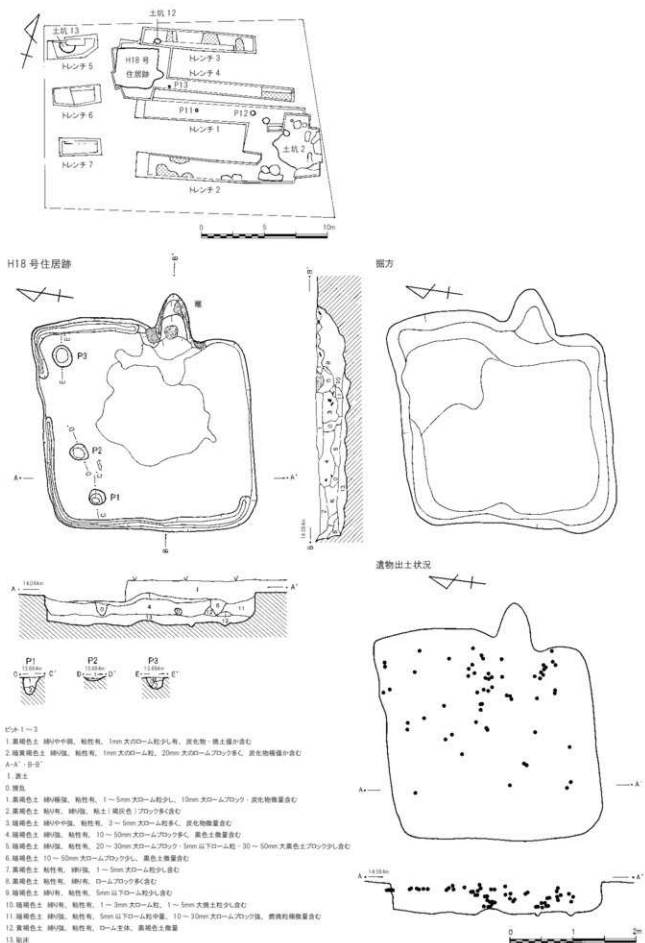 土坑 13
土坑 12
トレンチ 5
H18 号
住居跡
トレンチ 3
トレンチ 4
P13
トレンチ 6
P11
P12
トレンチ 1
土坑 2
トレンチ 7
トレンチ 2
0 5 10m
H18 号住居跡
掘方
竈
P3
P2
P1
A A'
B B'
14.084m
遺物出土状況
A A'
P1 P2 P3
C C' D D' E E'
ピット 1 ~ 3
1. 黒褐色土 締りやや弱、粘性有、1mm 大のローム粒少し有、炭化物・焼土僅か含む
2. 暗黄褐色土 締り強、粘性有、1mm 大のローム粒、20mm 大のロームブロック多く、炭化物極僅か含む
A-A'・B-B'
I. 表土
0. 攪乱
1. 黒褐色土 締り極強、粘性有、1 ~ 5mm 大ローム粒少し、10mm 大ロームブロック・炭化物微量含む
2. 黒褐色土 粘り有、締り強、粘土(褐灰色)ブロック多く含む
3. 暗褐色土 締りやや強、粘性有、3 ~ 5mm 大ローム粒多く、炭化物微量含む
4. 暗褐色土 締り強、粘性有、10 ~ 50mm 大ロームブロック多く、黒色土微量含む
5. 暗褐色土 締り強、粘性有、20 ~ 30mm 大ロームブロック・5mm 以下ローム粒・30 ~ 50mm 大黒色土ブロック少し含む
6. 暗褐色土 10 ~ 50mm 大ロームブロック少し、黒色土微量含む
7. 黒褐色土 粘性有、締り強、1 ~ 5mm 大ローム粒少し含む
8. 黒褐色土 粘性有、締り有、ロームブロック多く含む
9. 暗褐色土 締り有、粘性有、5mm 以下ローム粒少し含む
10. 暗褐色土 締り有、粘性有、1 ~ 3mm 大ローム粒、1 ~ 5mm 大焼土粒少し含む
11. 暗褐色土 締り強、粘性有、5mm 以下ローム粒中量、10 ~ 30mm 大ロームブロック強、燃焼粒極微量含む
12. 黄褐色土 締り強、粘性有、ローム主体、黒褐色土微量
13. 貼床
14.084m
0 1 2m